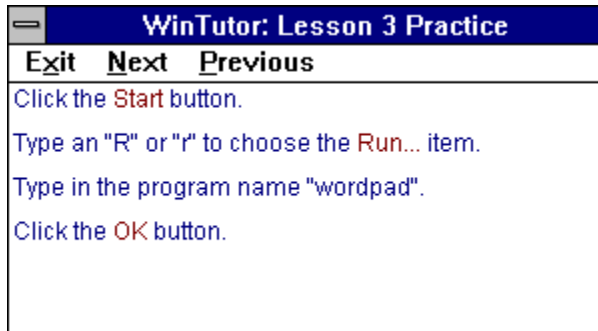 WinTutor: Lesson 3 Practice
Exit Next Previous
Click the Start button.
Type an "R" or "r" to choose the Run... item.
Type in the program name "wordpad".
Click the OK button.